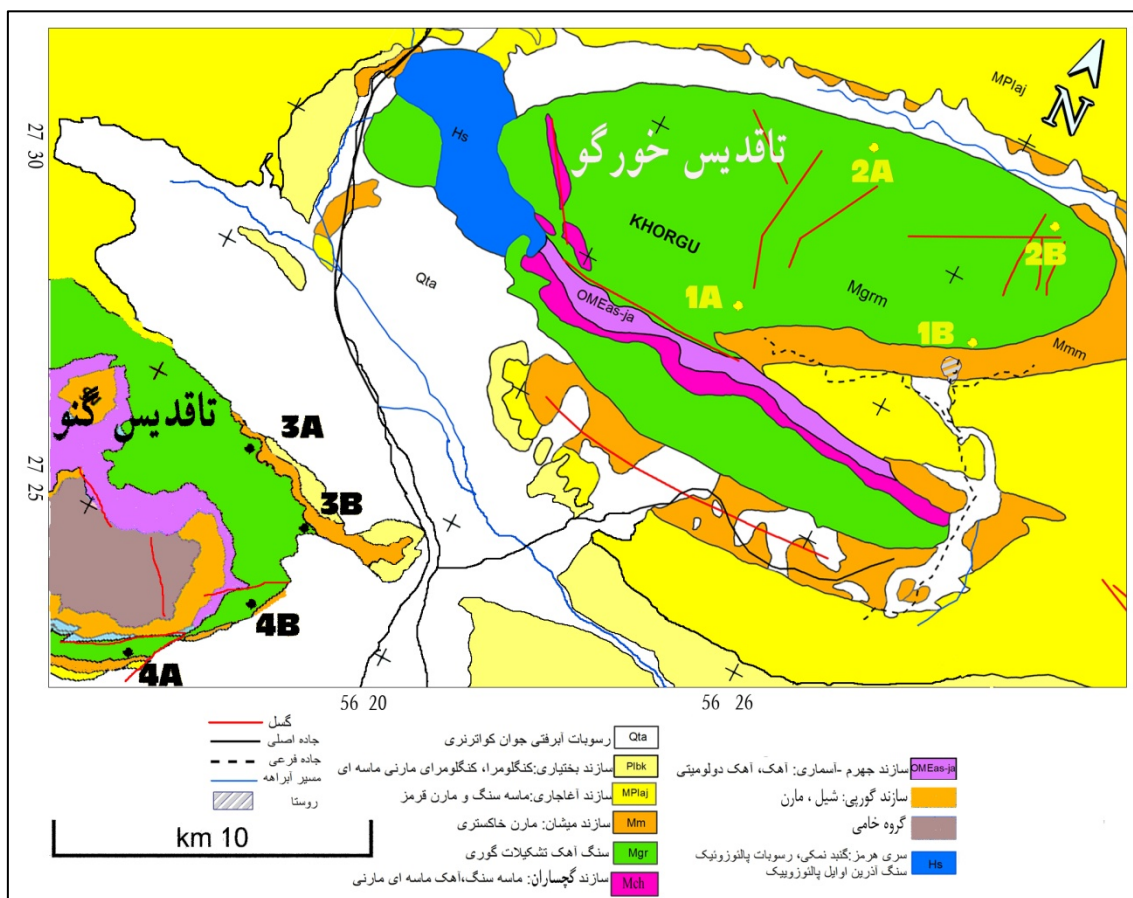 MPlaj
N
27 30
Hs
تاقدیس خورگو
2A
KHORGU
2B
Qta
Mgrm
1A
OMEas-ja
1B
Mmm
تاقدیس گنو
3A
27 25
3B
4B
4A
56 20
56 26
گسل
جاده اصلی
جاده فرعی
مسیر آبراهه
روستا
km 10
رسوبات آبرفتی جوان کواترنری Qta
سازند بختیاری:کنگلومرا، کنگلومرای مارنی ماسه ای Plbk
سازند آغاجاری:ماسه سنگ و مارن قرمز MPlaj
سازند میشان: مارن خاکستری Mm
سنگ آهک تشکیلات گوری Mgr
سازند گچساران: ماسه سنگ،آهک ماسه ای مارنی Mch
سازند جهرم -آسماری: آهک، آهک دولومیتی OMEas-ja
سازند گورپی: شیل ، مارن
گروه خامی
سری هرمز:گنبد نمکی، رسوبات پالئوزوئیک
سنگ آذرین اوایل پالئوزوییک Hs